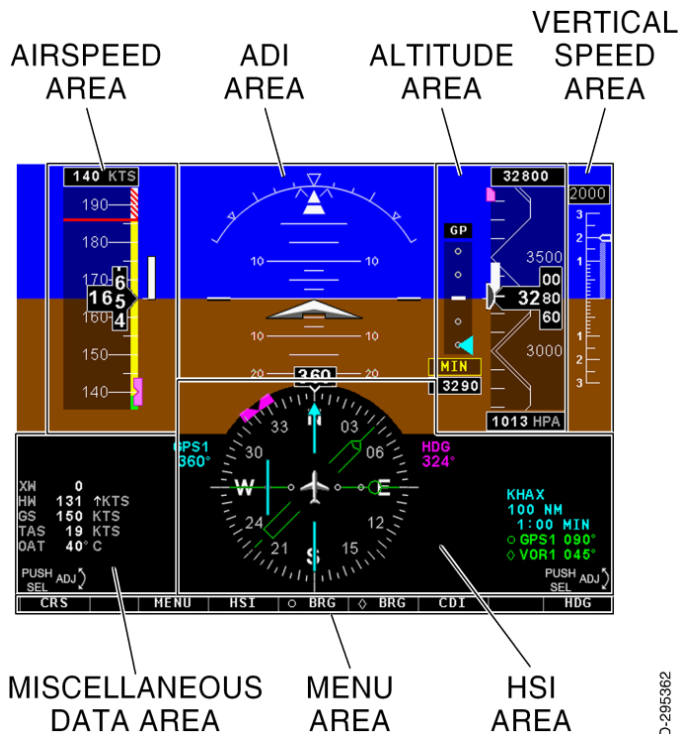 VERTICAL
AIRSPEED ADI ALTITUDE SPEED
AREA AREA AREA AREA
140 KTS
32800
2000
190
180
170
160
150
140
6
165
4
10 10
10 10
20 20
GP
3500
3000
00
3280
60
MIN
3290
1013 HPA
3
2
1
1
2
3
360
GPS1
360°
HDG
324°
N
03
06
E
12
15
S
21
24
W
30
33
XW 0
HW 131 ↑KTS
GS 150 KTS
TAS 19 KTS
OAT 40° C
PUSH
SEL ADJ
KHAX
100 NM
1:00 MIN
○ GPS1 090°
◇ VOR1 045°
PUSH
SEL ADJ
CRS MENU HSI ○ BRG ◇ BRG CDI HDG
MISCELLANEOUS MENU HSI
DATA AREA AREA AREA
D-295362